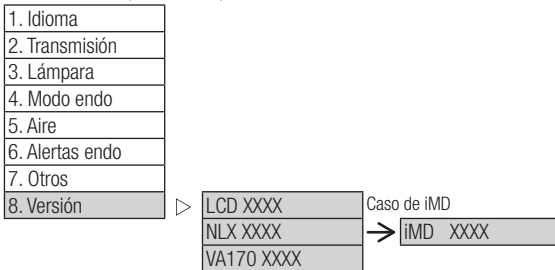 1. Idioma
2. Transmisión
3. Lámpara
4. Modo endo
5. Aire
6. Alertas endo
7. Otros
8. Versión
LCD XXXX
NLX XXXX
VA170 XXXX
Caso de iMD
iMD XXXX